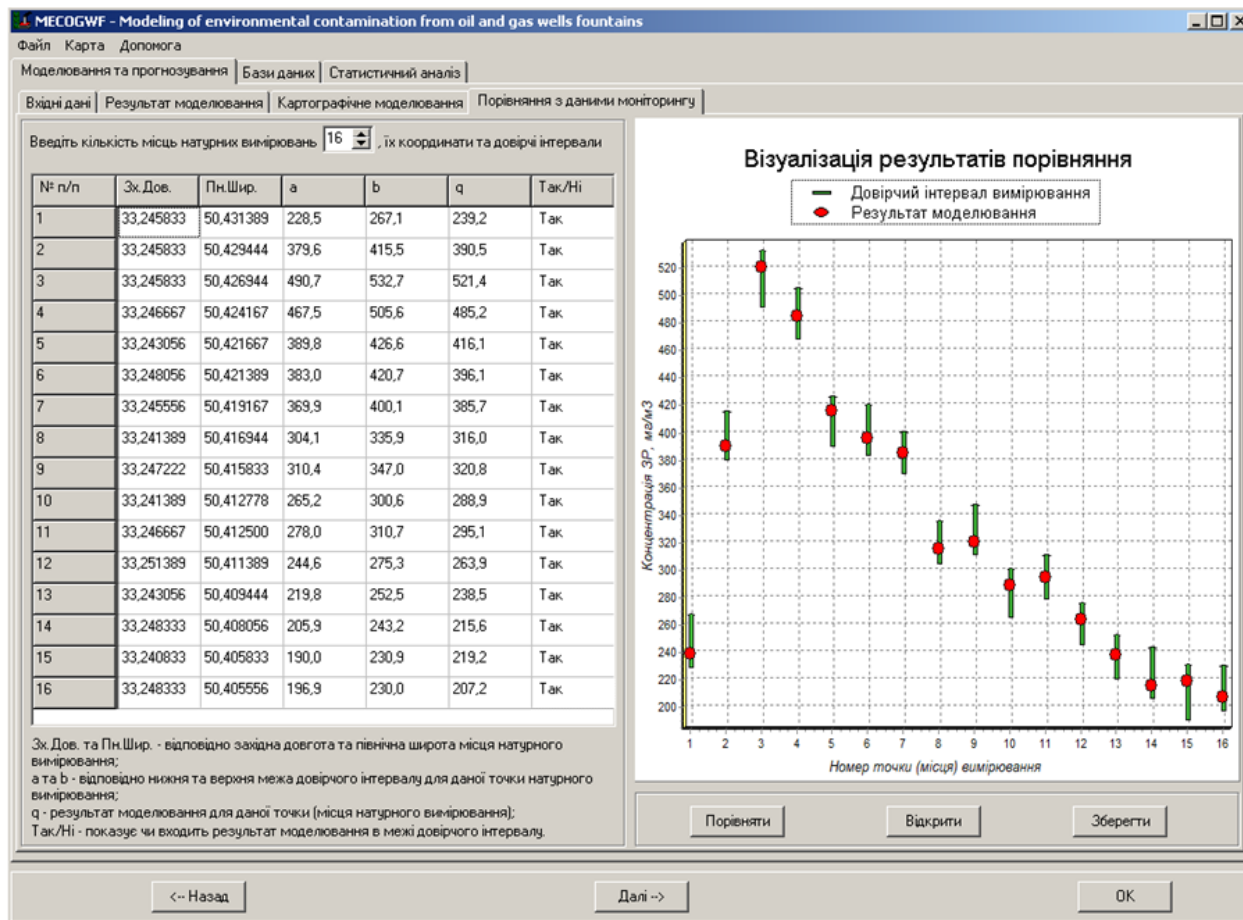 MECOGWF - Modeling of environmental contamination from oil and gas wells fountains
Файл Карта Допомога
Моделювання та прогнозування Бази даних Статистичний аналіз
Вхідні дані Результат моделювання Картографічне моделювання Порівняння з даними моніторингу
Введіть кількість місць натурних вимірювань 16 , їх координати та довірчі інтервали
№ п/п Зх.Дов. Пн.Шир. a b q Так/Ні
1 33,245833 50,431389 228,5 267,1 239,2 Так
2 33,245833 50,429444 379,6 415,5 390,5 Так
3 33,245833 50,426944 490,7 532,7 521,4 Так
4 33,246667 50,424167 467,5 505,6 485,2 Так
5 33,243056 50,421667 389,8 426,6 416,1 Так
6 33,248056 50,421389 383,0 420,7 396,1 Так
7 33,245556 50,419167 369,9 400,1 385,7 Так
8 33,241389 50,416944 304,1 335,9 316,0 Так
9 33,247222 50,415833 310,4 347,0 320,8 Так
10 33,241389 50,412778 265,2 300,6 288,9 Так
11 33,246667 50,412500 278,0 310,7 295,1 Так
12 33,251389 50,411389 244,6 275,3 263,9 Так
13 33,243056 50,409444 219,8 252,5 238,5 Так
14 33,248333 50,408056 205,9 243,2 215,6 Так
15 33,240833 50,405833 190,0 230,9 219,2 Так
16 33,248333 50,405556 196,9 230,0 207,2 Так
Зх.Дов. та Пн.Шир. - відповідно західна довгота та північна широта місця натурного
вимірювання;
a та b - відповідно нижня та верхня межа довірчого інтервалу для даної точки натурного
вимірювання;
q - результат моделювання для даної точки (місця натурного вимірювання);
Так/Ні - показує чи входить результат моделювання в межі довірчого інтервалу.
Візуалізація результатів порівняння
Довірчий інтервал вимірювання
Результат моделювання
Концентрація ЗР, мг/м3
520
500
480
460
440
420
400
380
360
340
320
300
280
260
240
220
200
1 2 3 4 5 6 7 8 9 10 11 12 13 14 15 16
Номер точки (місця) вимірювання
Порівняти Відкрити Зберегти
<-- Назад Далі --> OK